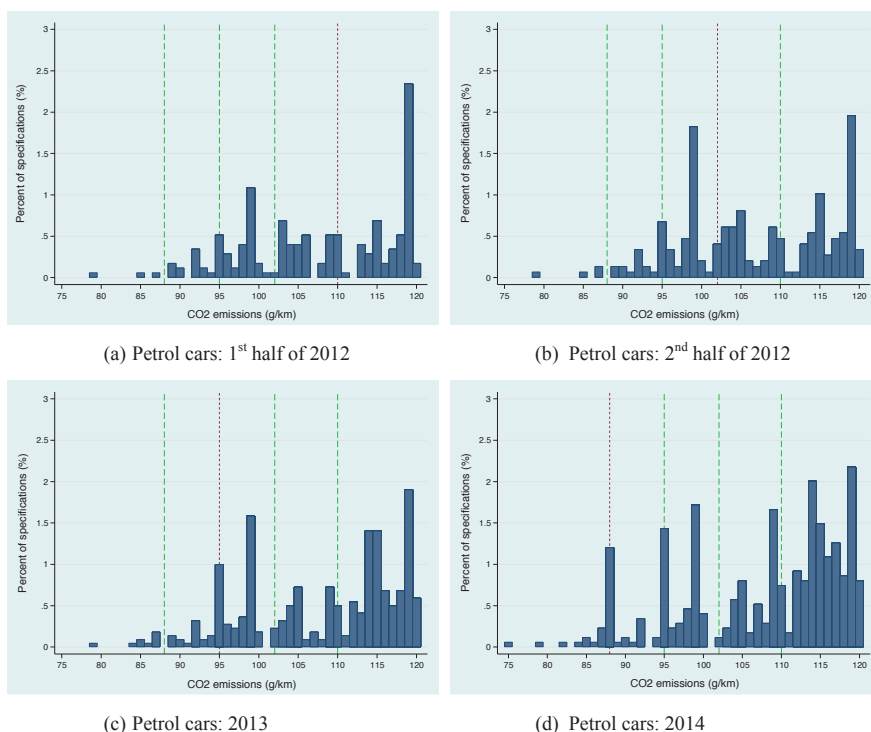 3
2.5
2
1.5
1
.5
0
Percent of specifications (%)
75 80 85 90 95 100 105 110 115 120
CO2 emissions (g/km)
(a) Petrol cars: 1st half of 2012
3
2.5
2
1.5
1
.5
0
Percent of specifications (%)
75 80 85 90 95 100 105 110 115 120
CO2 emissions (g/km)
(b) Petrol cars: 2nd half of 2012
3
2.5
2
1.5
1
.5
0
Percent of specifications (%)
75 80 85 90 95 100 105 110 115 120
CO2 emissions (g/km)
(c) Petrol cars: 2013
3
2.5
2
1.5
1
.5
0
Percent of specifications (%)
75 80 85 90 95 100 105 110 115 120
CO2 emissions (g/km)
(d) Petrol cars: 2014